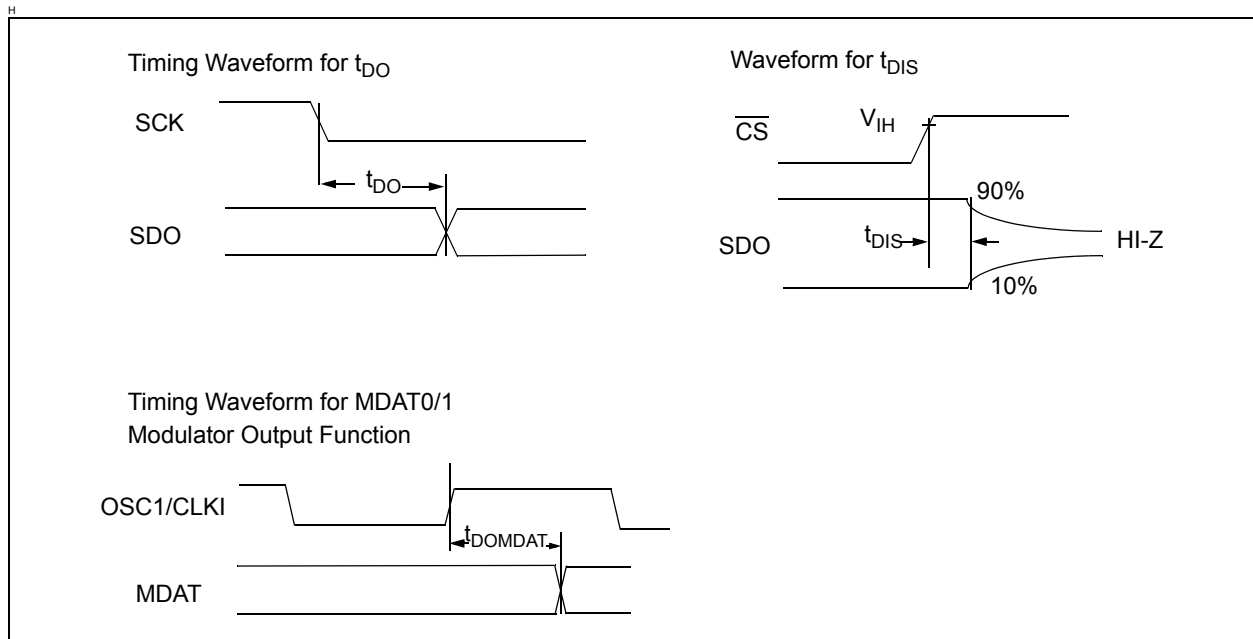 H
Timing Waveform for tDO
SCK
tDO
SDO
Waveform for tDIS
CS
VIH
90%
SDO
tDIS
HI-Z
10%
Timing Waveform for MDAT0/1
Modulator Output Function
OSC1/CLKI
tDOMDAT
MDAT